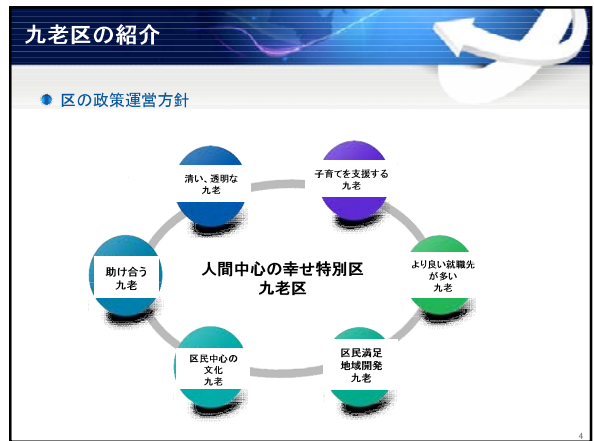 九老区の紹介
区の政策運営方針
清い、透明な
九老
子育てを支援する
九老
助け合う
九老
人間中心の幸せ特別区
九老区
より良い就職先
が多い
九老
区民中心の
文化
九老
区民満足
地域開発
九老
4